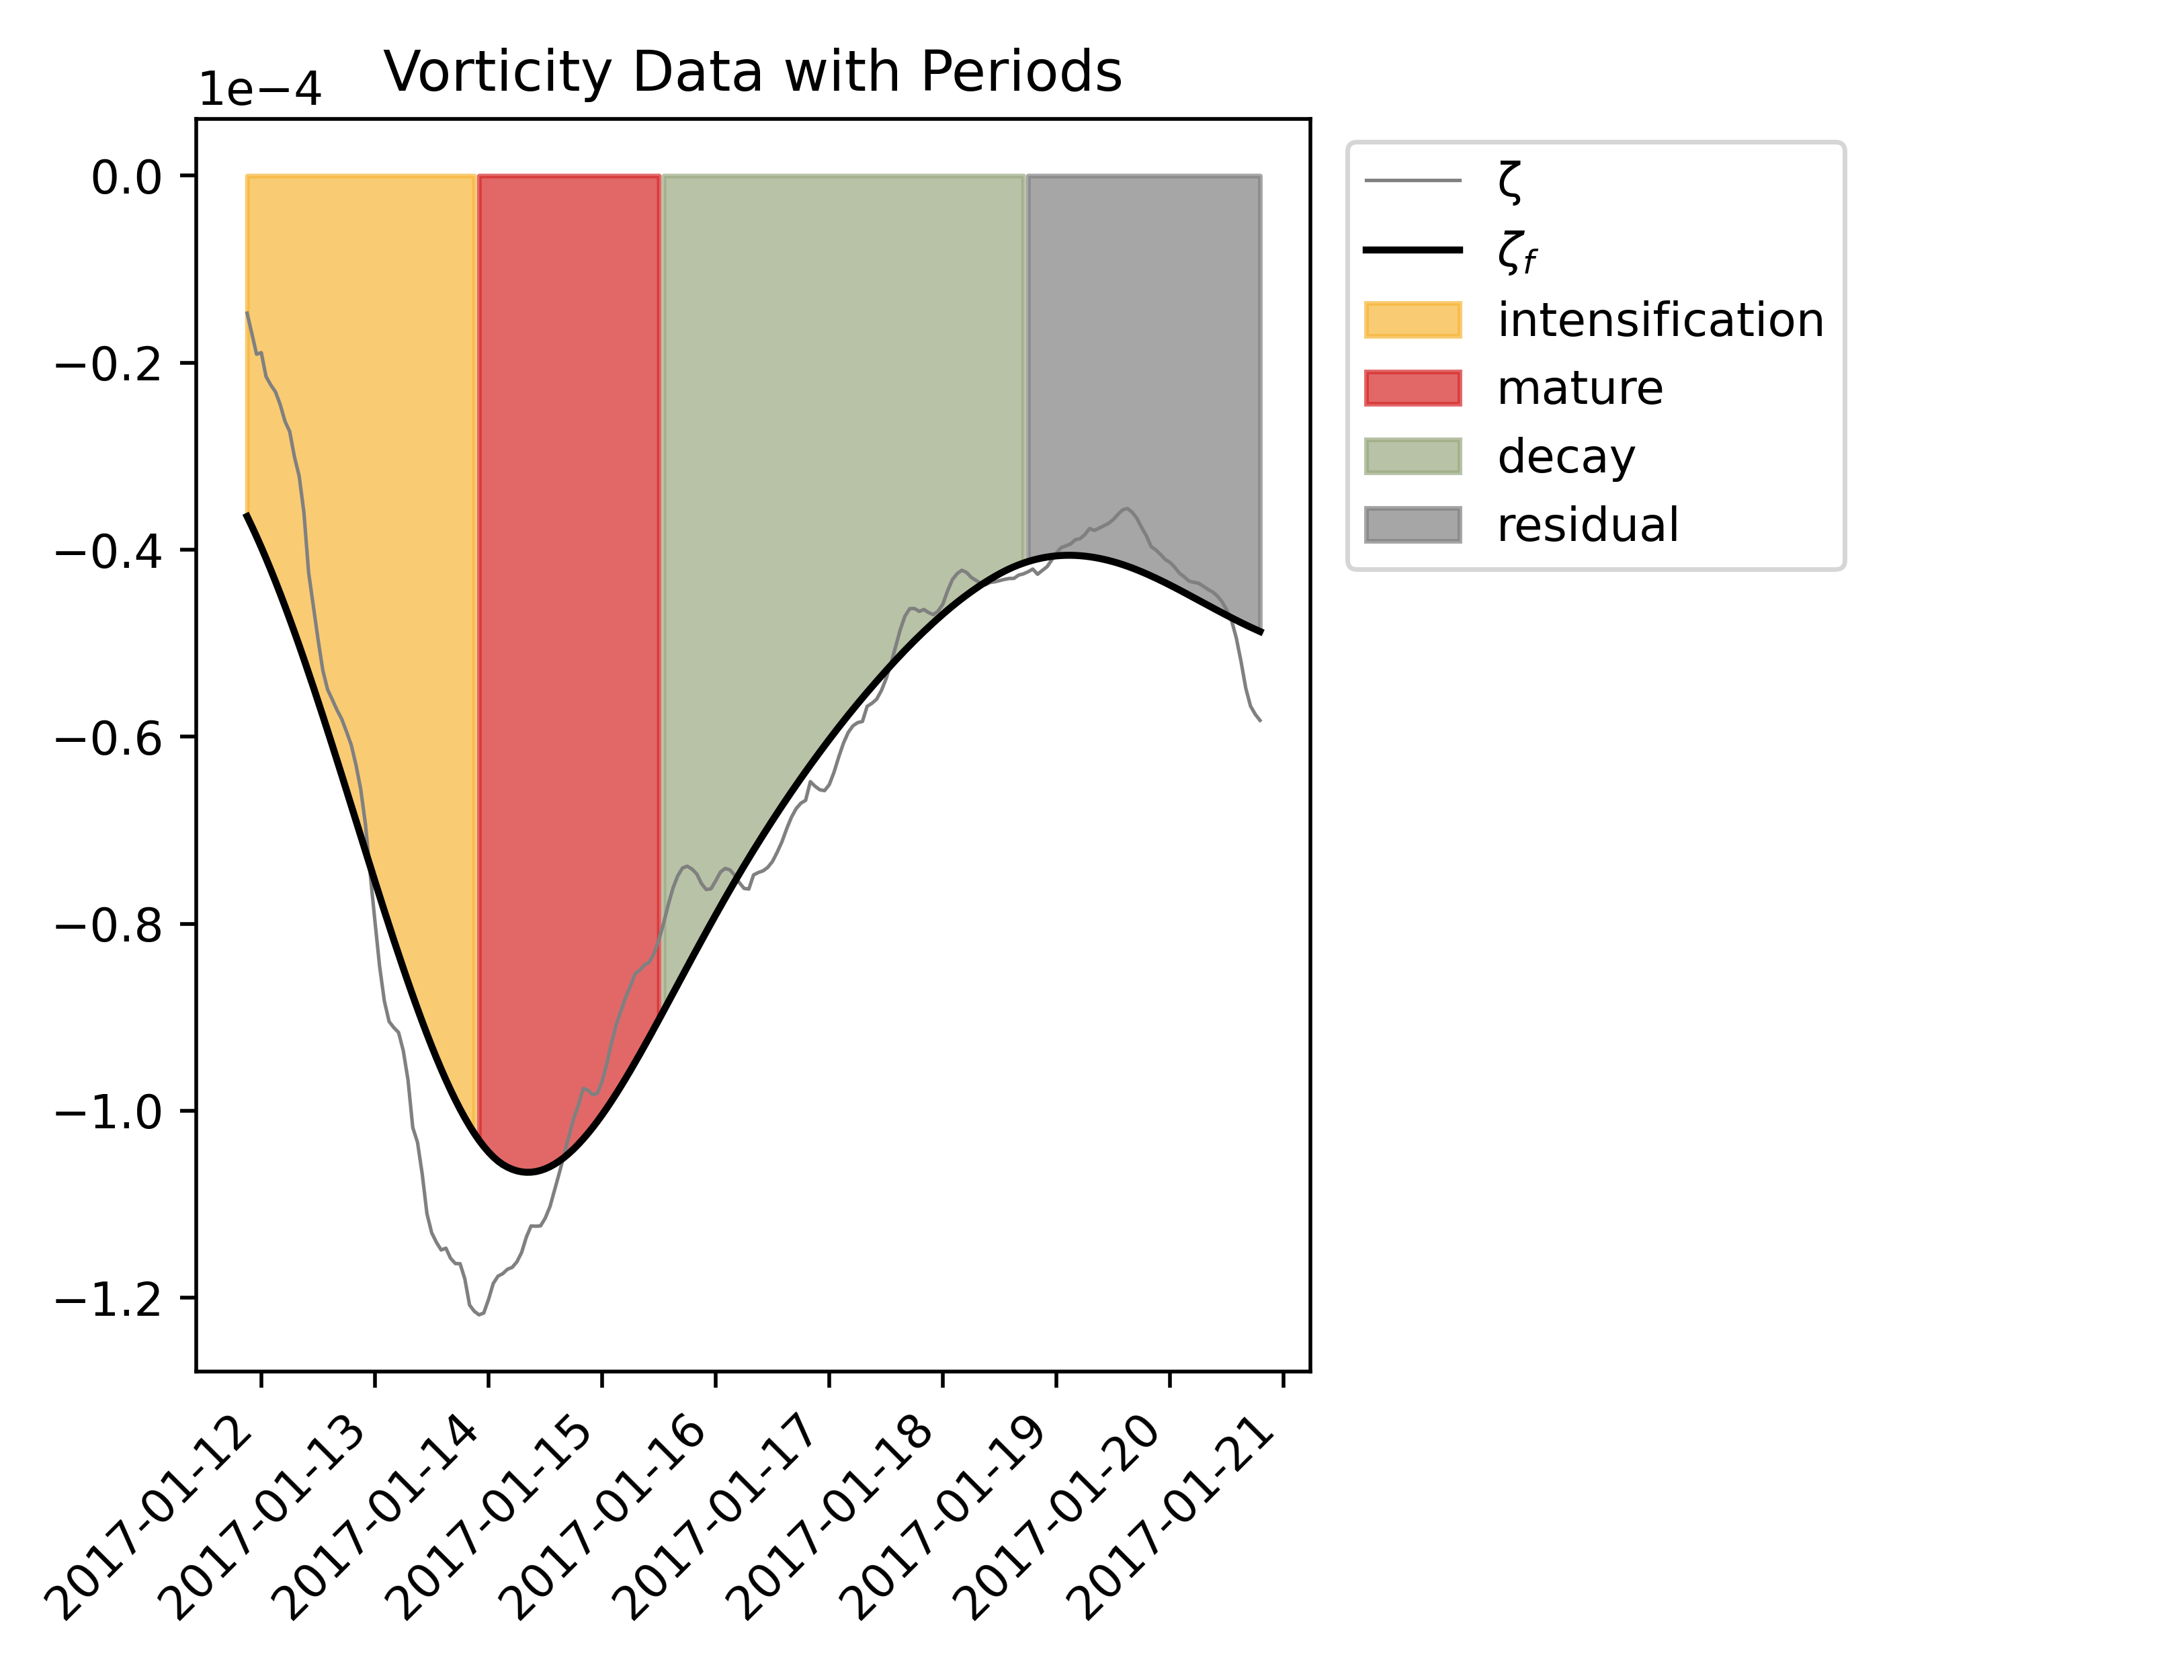 Vorticity Data with Periods
1e−4
0.0
−0.2
−0.4
−0.6
−0.8
−1.0
−1.2
2017-01-12
2017-01-13
2017-01-14
2017-01-15
2017-01-16
2017-01-17
2017-01-18
2017-01-19
2017-01-20
2017-01-21
ζ
ζf
intensification
mature
decay
residual